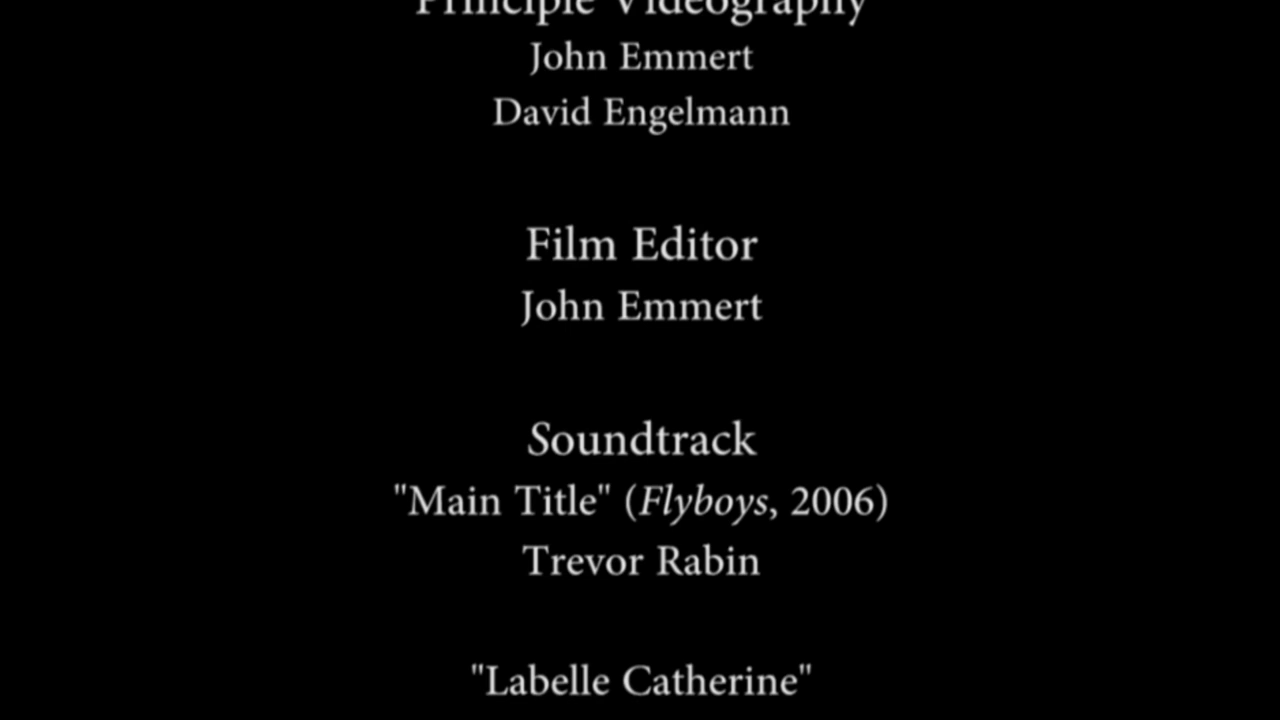 Principle Videography
John Emmert
David Engelmann
Film Editor
John Emmert
Soundtrack
"Main Title" (Flyboys, 2006)
Trevor Rabin
"Labelle Catherine"